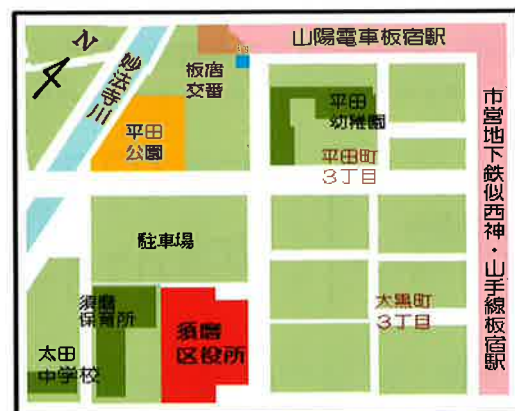 N
山陽電車板宿駅
妙法寺川
板宿
交番
平田
公園
平田
幼稚園
平田町
3丁目
市営地下鉄似西神・山手線板宿駅
駐車場
須磨
保育所
須磨
区役所
大黒町
3丁目
太田
中学校